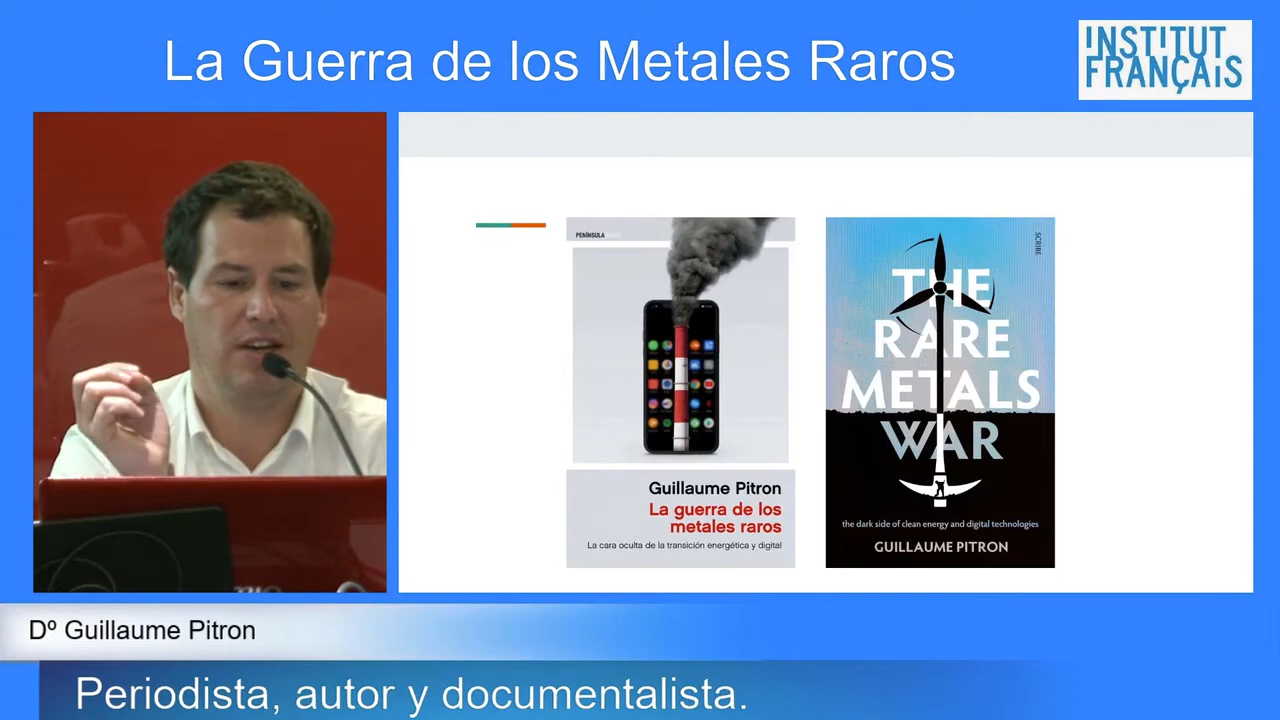 La Guerra de los Metales Raros
INSTITUT
FRANÇAIS
PENÍNSULA
Guillaume Pitron
La guerra de los
metales raros
La cara oculta de la transición energética y digital
SCRIBE
THE
RARE
METALS
WAR
the dark side of clean energy and digital technologies
GUILLAUME PITRON
Dº Guillaume Pitron
Periodista, autor y documentalista.